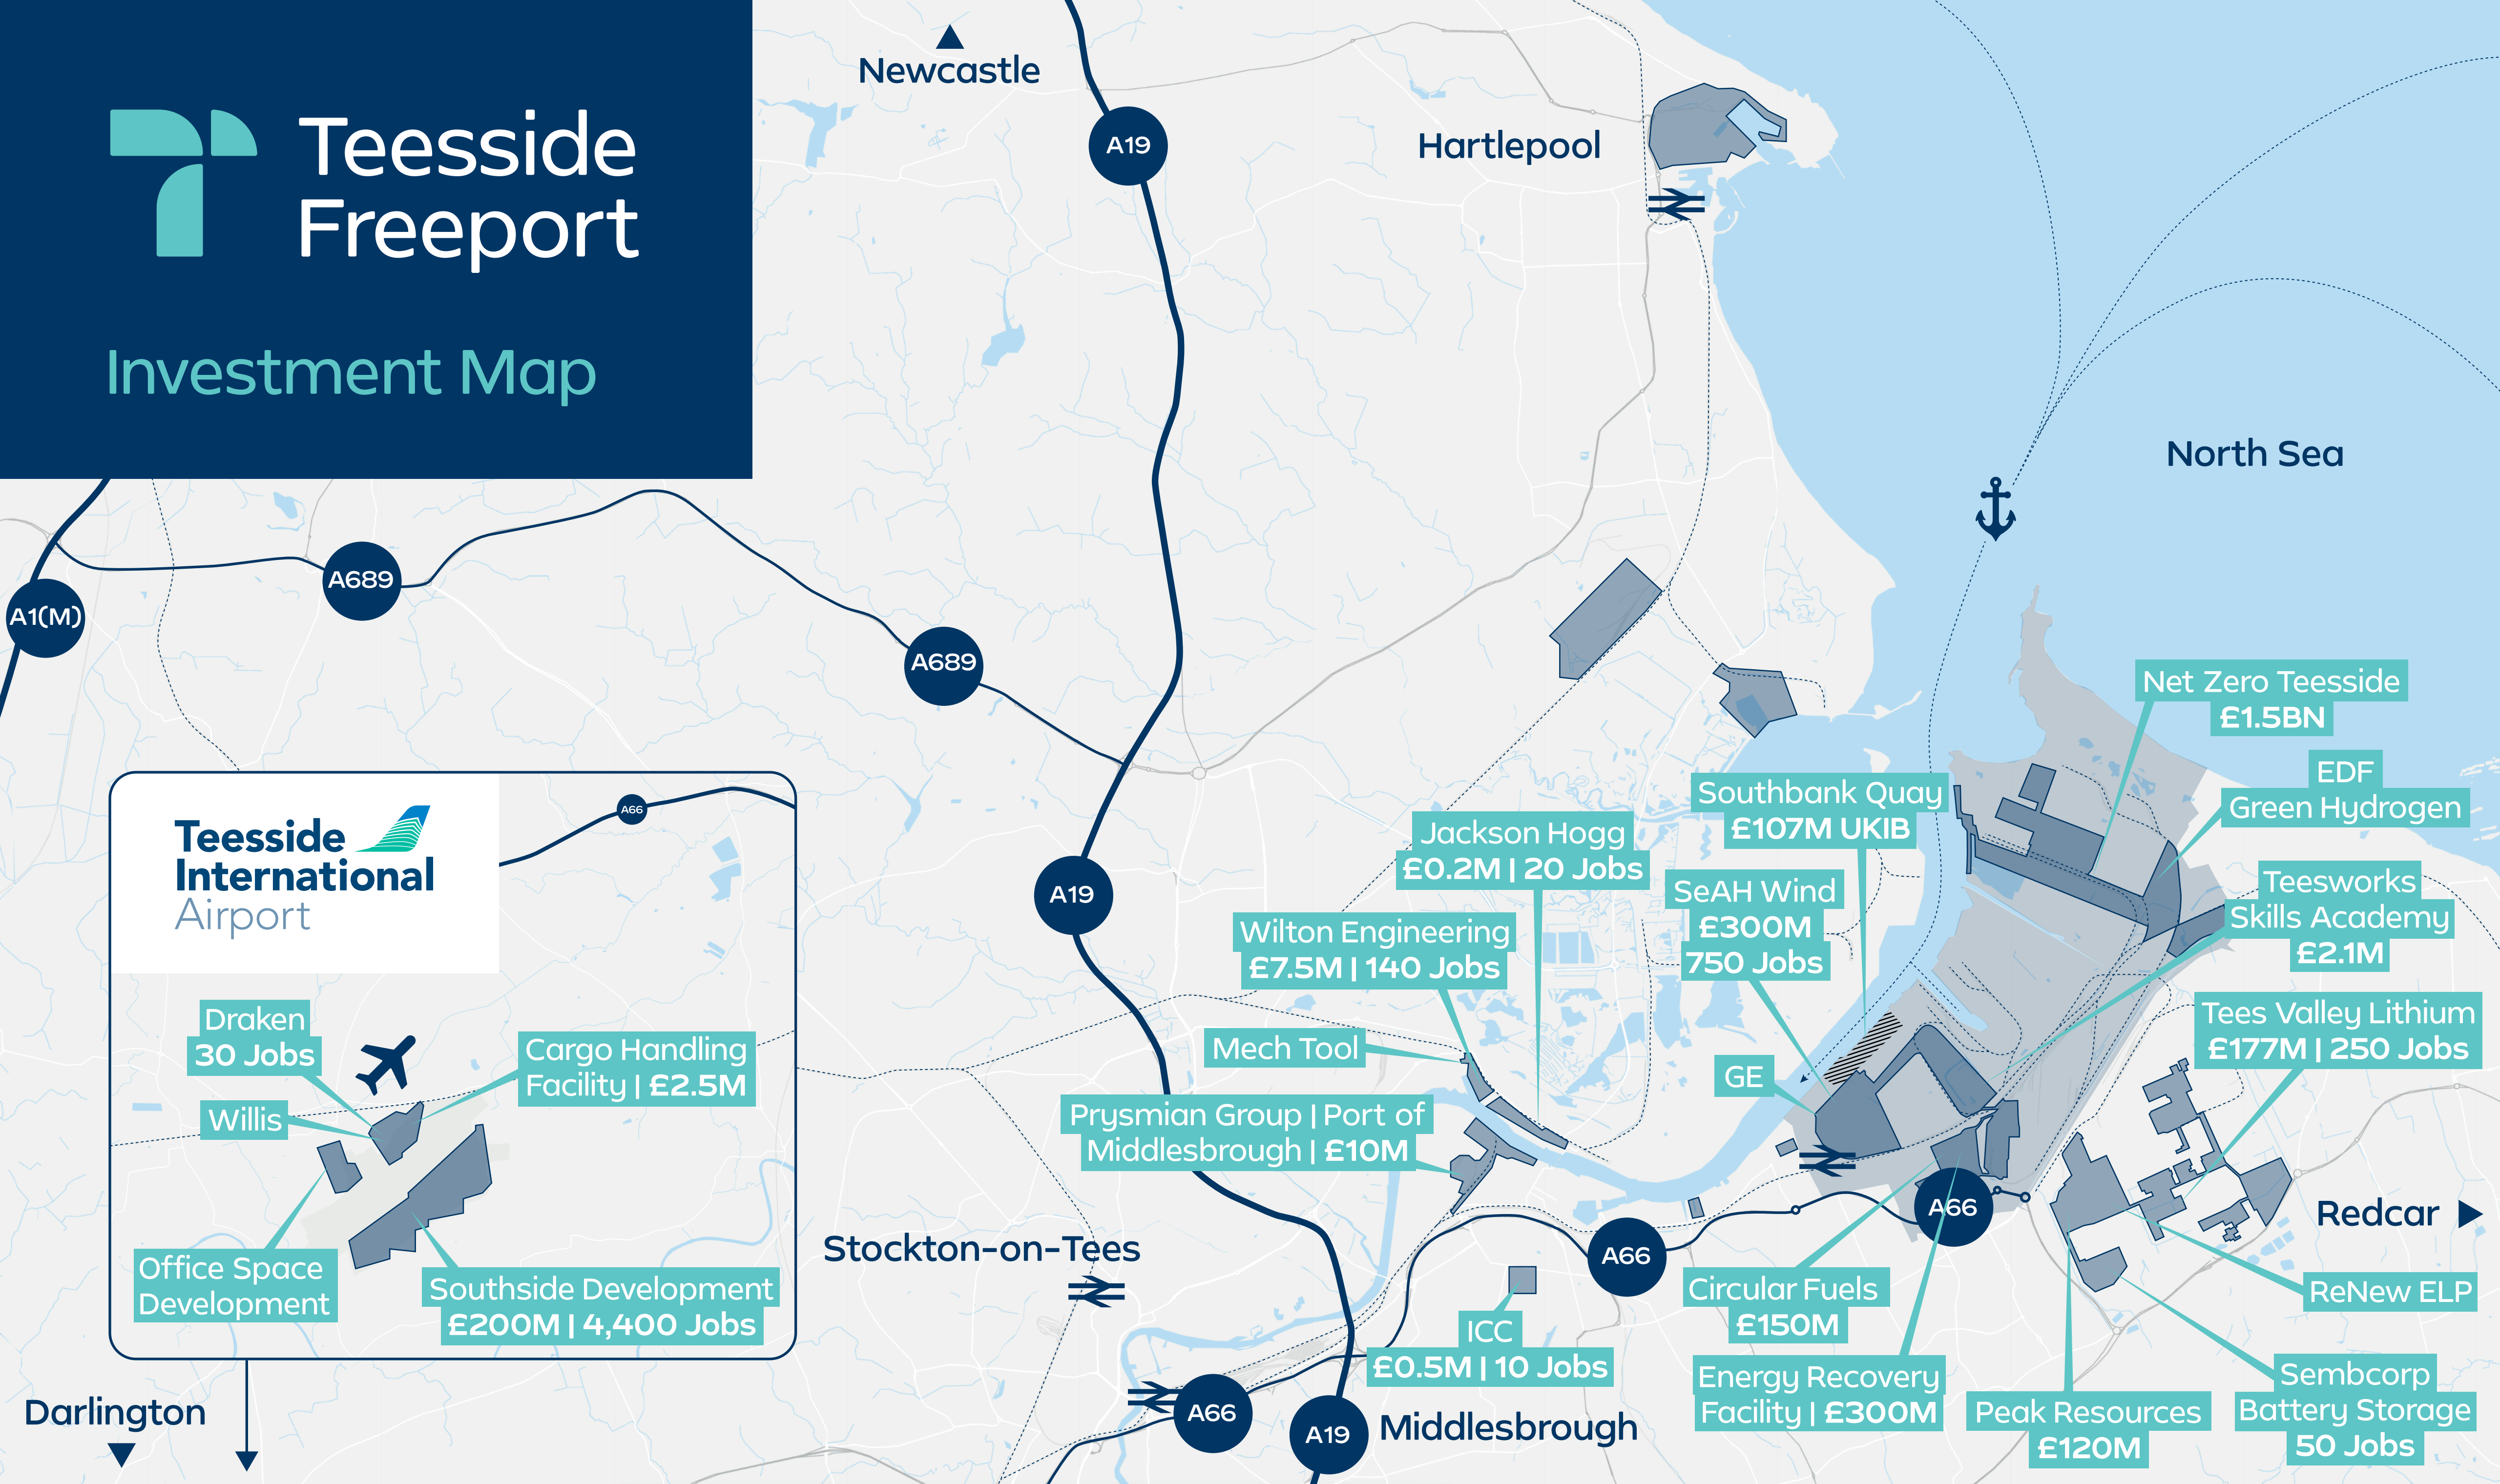 Teesside
Freeport
Investment Map
Newcastle
A19
Hartlepool
North Sea
A689
A1(M)
A689
Net Zero Teesside
£1.5BN
EDF
Green Hydrogen
Southbank Quay
£107M UKIB
Jackson Hogg
£0.2M | 20 Jobs
SeAH Wind
£300M
750 Jobs
Teesworks
Skills Academy
£2.1M
A19
Wilton Engineering
£7.5M | 140 Jobs
Tees Valley Lithium
£177M | 250 Jobs
Mech Tool
GE
Prysmian Group | Port of
Middlesbrough | £10M
A66
Teesside
International
Airport
Draken
30 Jobs
Cargo Handling
Facility | £2.5M
Willis
Office Space
Development
Southside Development
£200M | 4,400 Jobs
Stockton-on-Tees
A66
A66
Redcar
Circular Fuels
£150M
ReNew ELP
ICC
£0.5M | 10 Jobs
Energy Recovery
Facility | £300M
Peak Resources
£120M
Sembcorp
Battery Storage
50 Jobs
Darlington
A66
A19
Middlesbrough